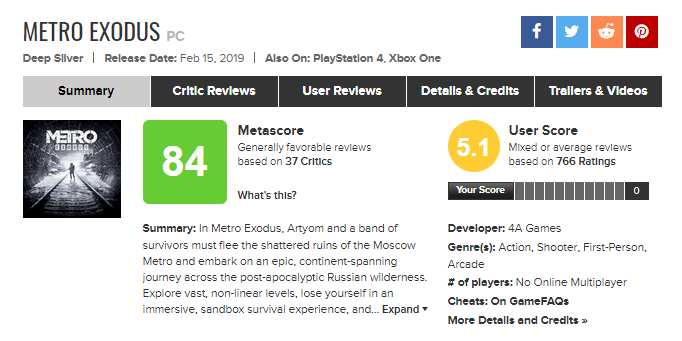 METRO EXODUS PC
Deep Silver | Release Date: Feb 15, 2019 | Also On: PlayStation 4, Xbox One
Summary
Critic Reviews
User Reviews
Details & Credits
Trailers & Videos
METRO
EXODUS
84
Metascore
Generally favorable reviews
based on 37 Critics
What's this?
5.1
User Score
Mixed or average reviews
based on 766 Ratings
Your Score
0
Summary: In Metro Exodus, Artyom and a band of
survivors must flee the shattered ruins of the Moscow
Metro and embark on an epic, continent-spanning
journey across the post-apocalyptic Russian wilderness.
Explore vast, non-linear levels, lose yourself in an
immersive, sandbox survival experience, and... Expand
Developer: 4A Games
Genre(s): Action, Shooter, First-Person,
Arcade
# of players: No Online Multiplayer
Cheats: On GameFAQs
More Details and Credits »